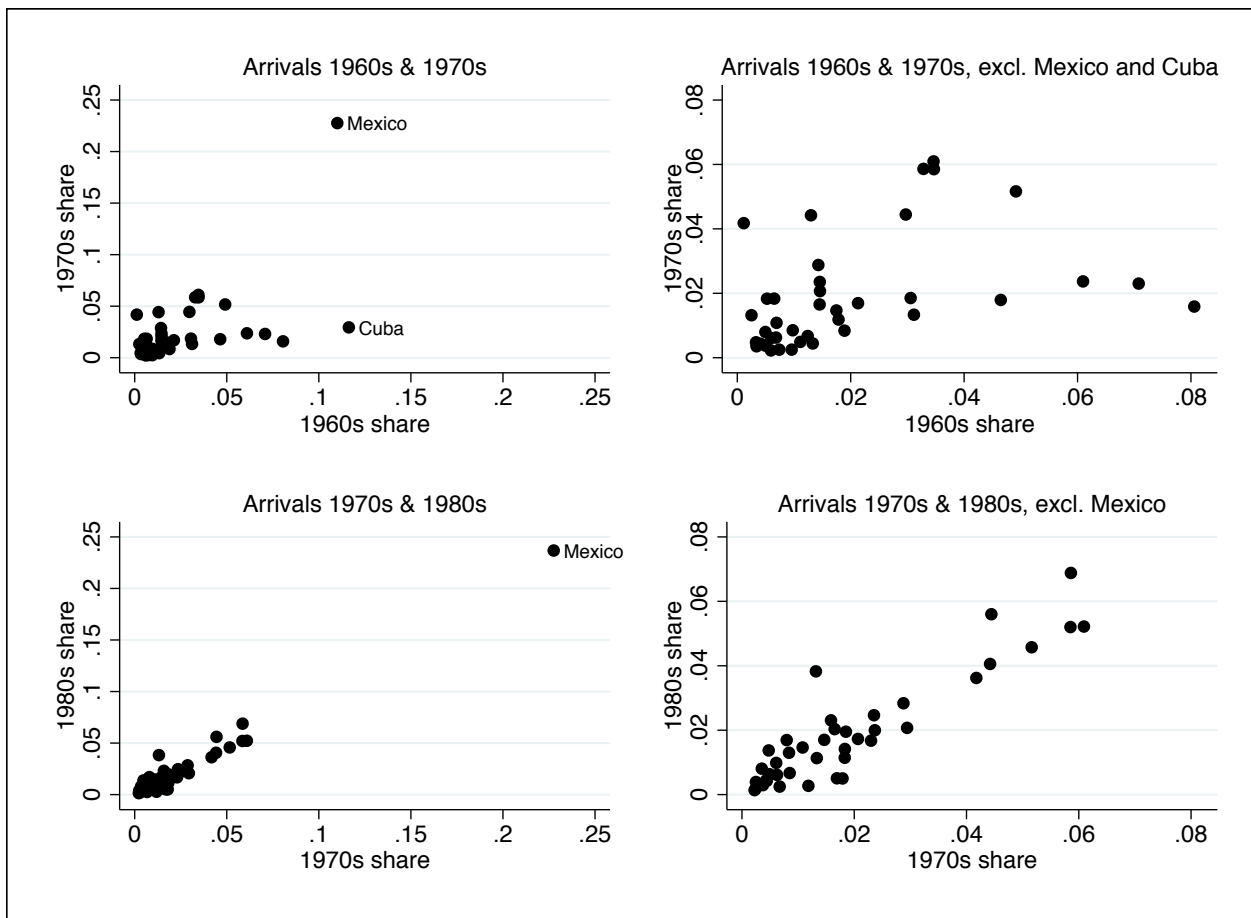 Arrivals 1960s & 1970s
.25
.2
.15
.1
.05
0
1970s share
Mexico
Cuba
0 .05 .1 .15 .2 .25
1960s share
Arrivals 1960s & 1970s, excl. Mexico and Cuba
.08
.06
.04
.02
0
1970s share
0 .02 .04 .06 .08
1960s share
Arrivals 1970s & 1980s
.25
.2
.15
.1
.05
0
1980s share
Mexico
0 .05 .1 .15 .2 .25
1970s share
Arrivals 1970s & 1980s, excl. Mexico
.08
.06
.04
.02
0
1980s share
0 .02 .04 .06 .08
1970s share